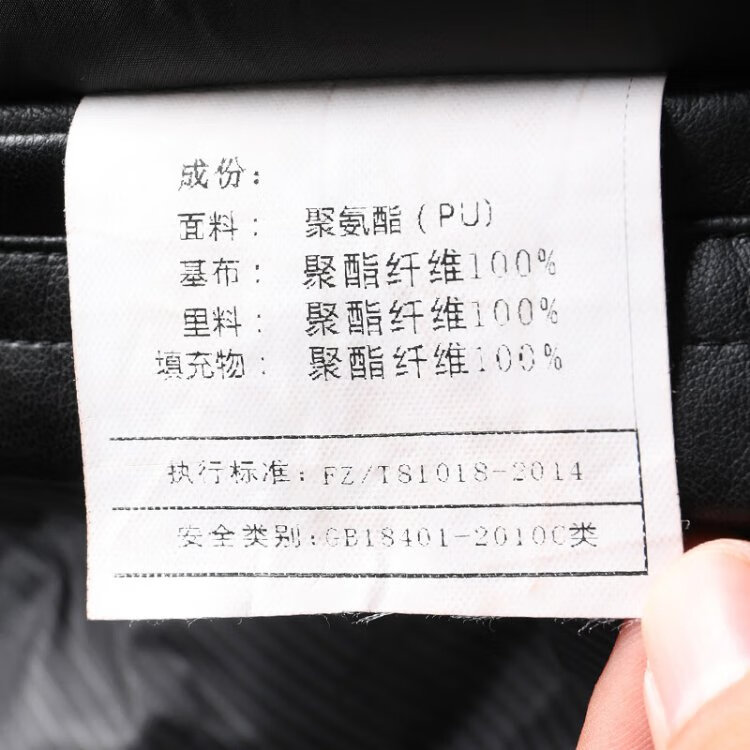 成份：
面料： 聚氨酯（PU）
基布： 聚酯纤维100%
里料： 聚酯纤维100%
填充物： 聚酯纤维100%
执行标准：FZ/T81018-2014
安全类别：GB18401-2010C类